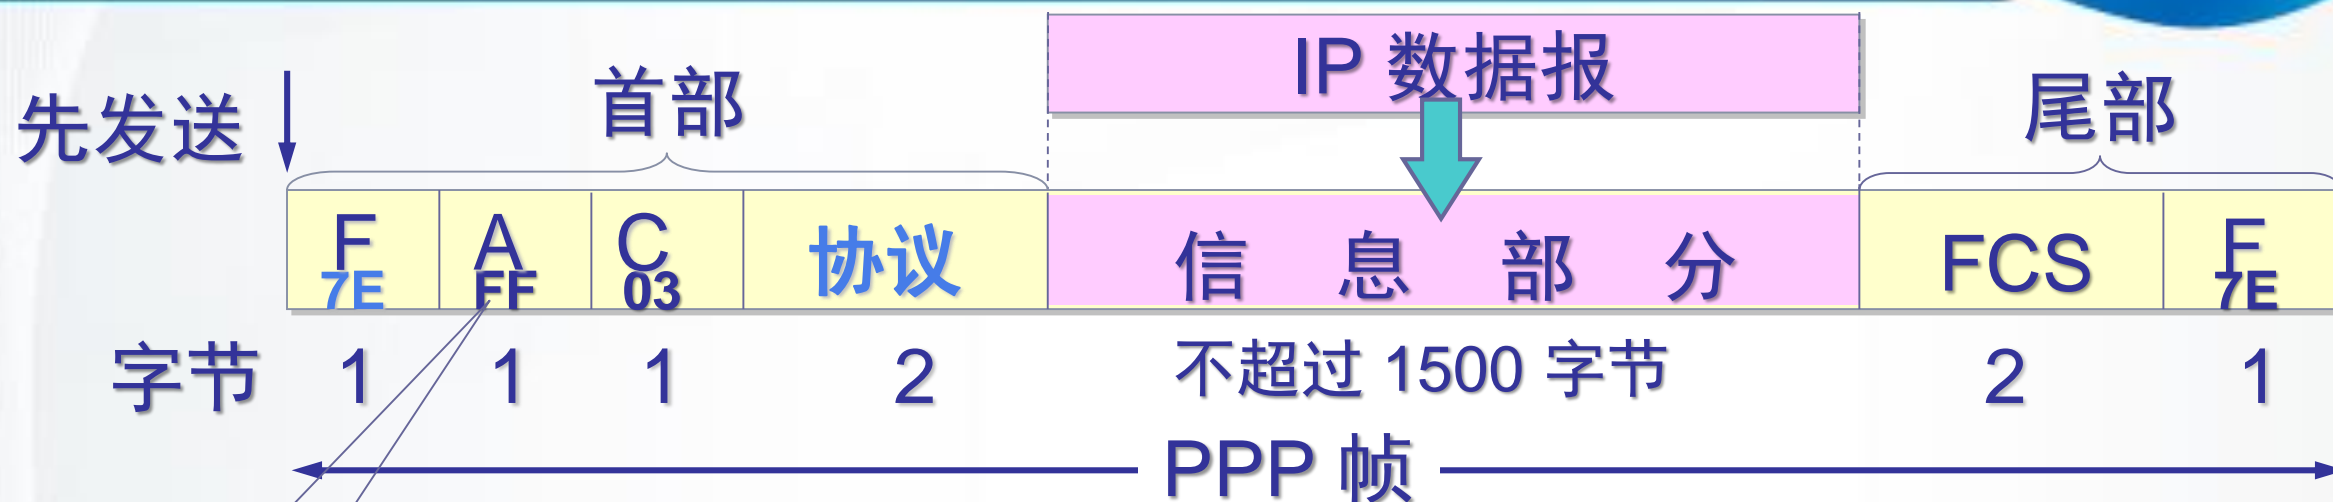 IP 数据报
先发送
首部
尾部
F A C 协议 信息部分 FCS F
7E FF 03 7E
字节 1 1 1 2 不超过 1500 字节 2 1
PPP 帧